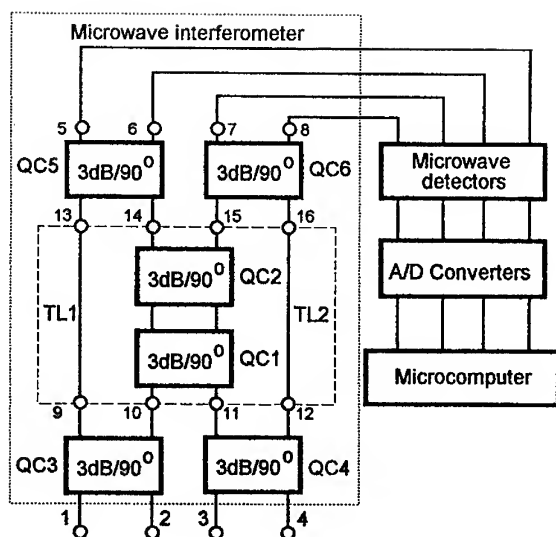 Microwave interferometer
5 6 7 8
QC5 3dB/90° 3dB/90° QC6
Microwave detectors
13 14 15 16
3dB/90° QC2
A/D Converters
TL1 TL2
3dB/90° QC1
Microcomputer
9 10 11 12
QC3 3dB/90° 3dB/90° QC4
1 2 3 4